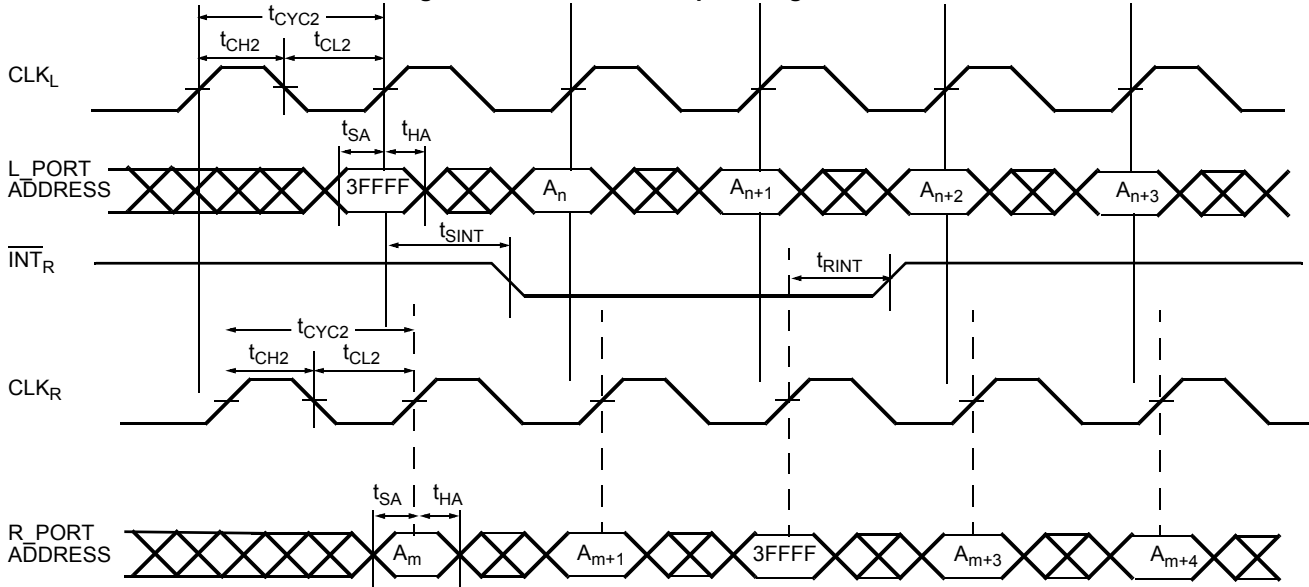 tCYC2
tCH2 tCL2
CLKL
tSA tHA
L_PORT
ADDRESS
3FFFF An An+1 An+2 An+3
tSINT
INTR
tRINT
tCYC2
tCH2 tCL2
CLKR
tSA tHA
R_PORT
ADDRESS
Am Am+1 3FFFF Am+3 Am+4